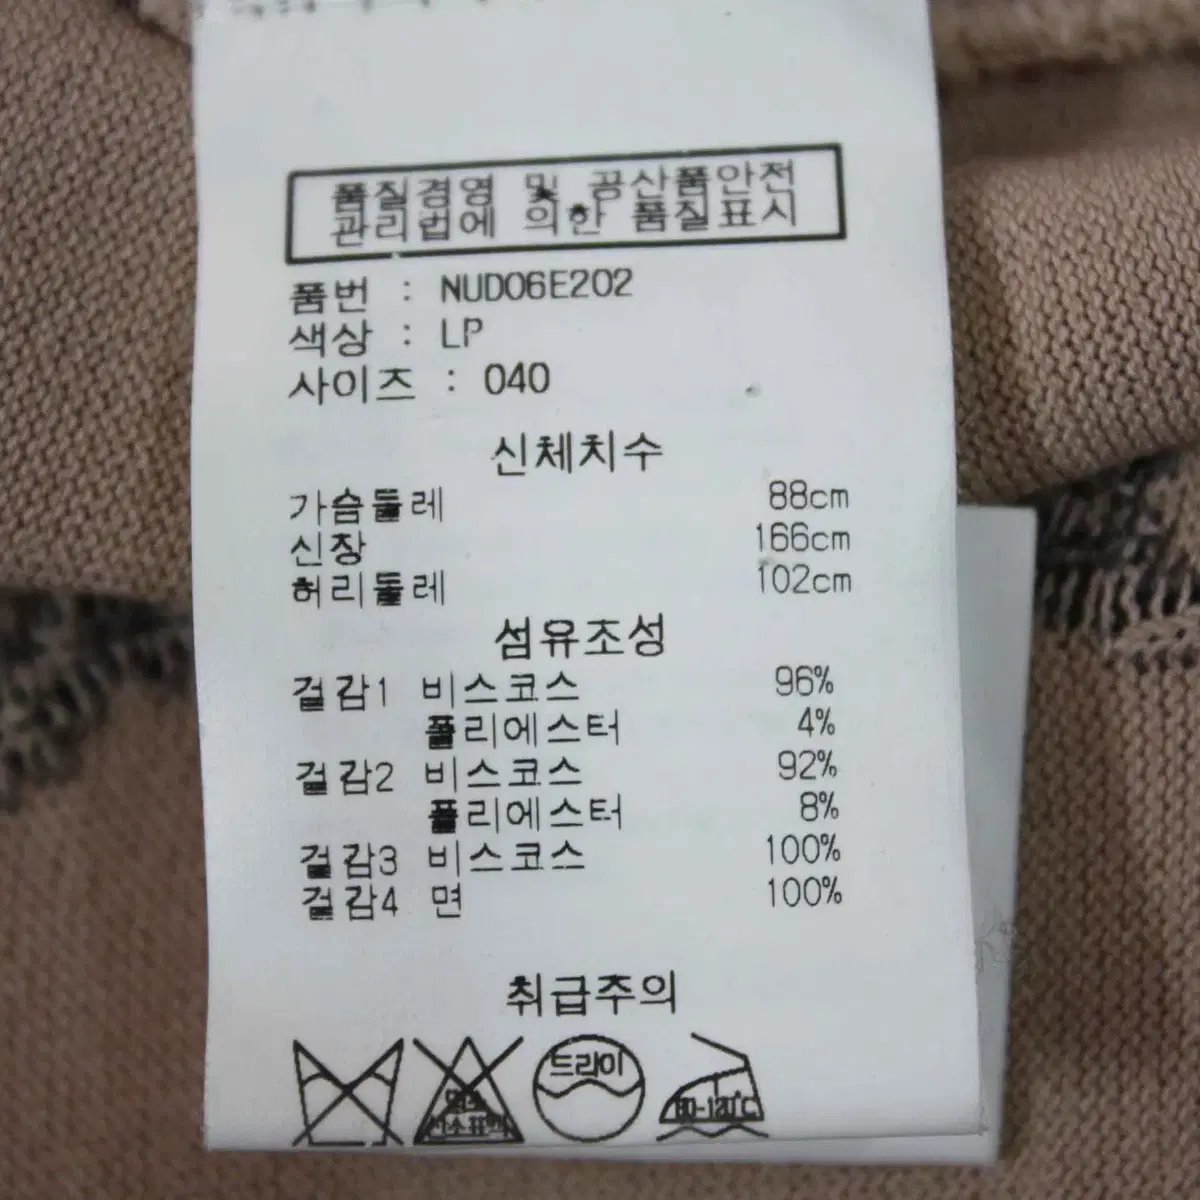 품질경영 및 공산품안전
관리법에 의한 품질표시
품번 : NUD06E202
색상 : LP
사이즈 : 040
신체치수
가슴둘레 88cm
신장 166cm
허리둘레 102cm
섬유조성
겉감1 비스코스 96%
폴리에스터 4%
겉감2 비스코스 92%
폴리에스터 8%
겉감3 비스코스 100%
겉감4 면 100%
취급주의
드라이
80-120℃